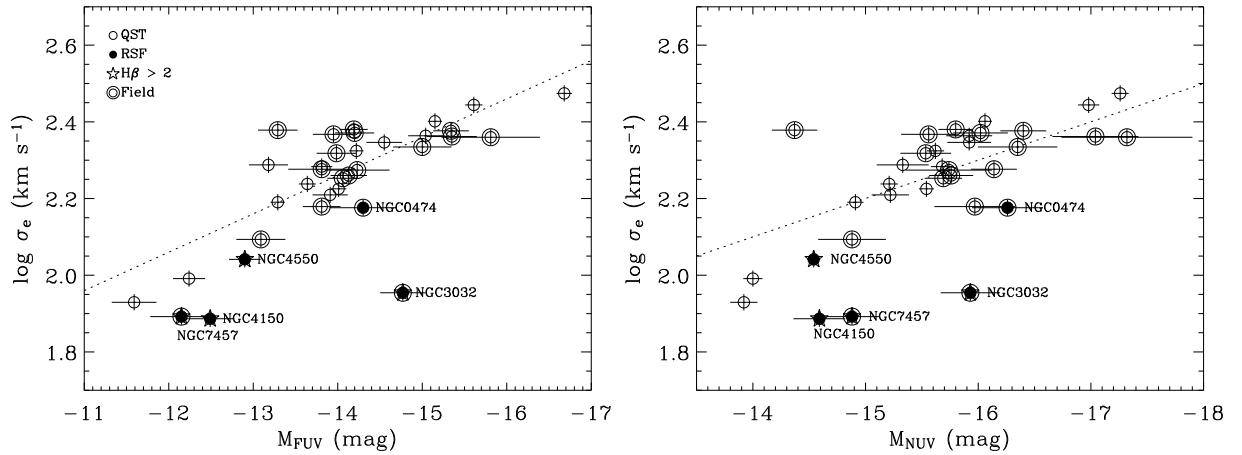 2.6
2.4
2.2
2.0
1.8
log σe (km s⁻¹)
QST
RSF
Hβ > 2
Field
NGC0474
NGC4550
NGC3032
NGC4150
NGC7457
−11 −12 −13 −14 −15 −16 −17
MFUV (mag)
2.6
2.4
2.2
2.0
1.8
log σe (km s⁻¹)
NGC0474
NGC4550
NGC3032
NGC7457
NGC4150
−14 −15 −16 −17 −18
MNUV (mag)